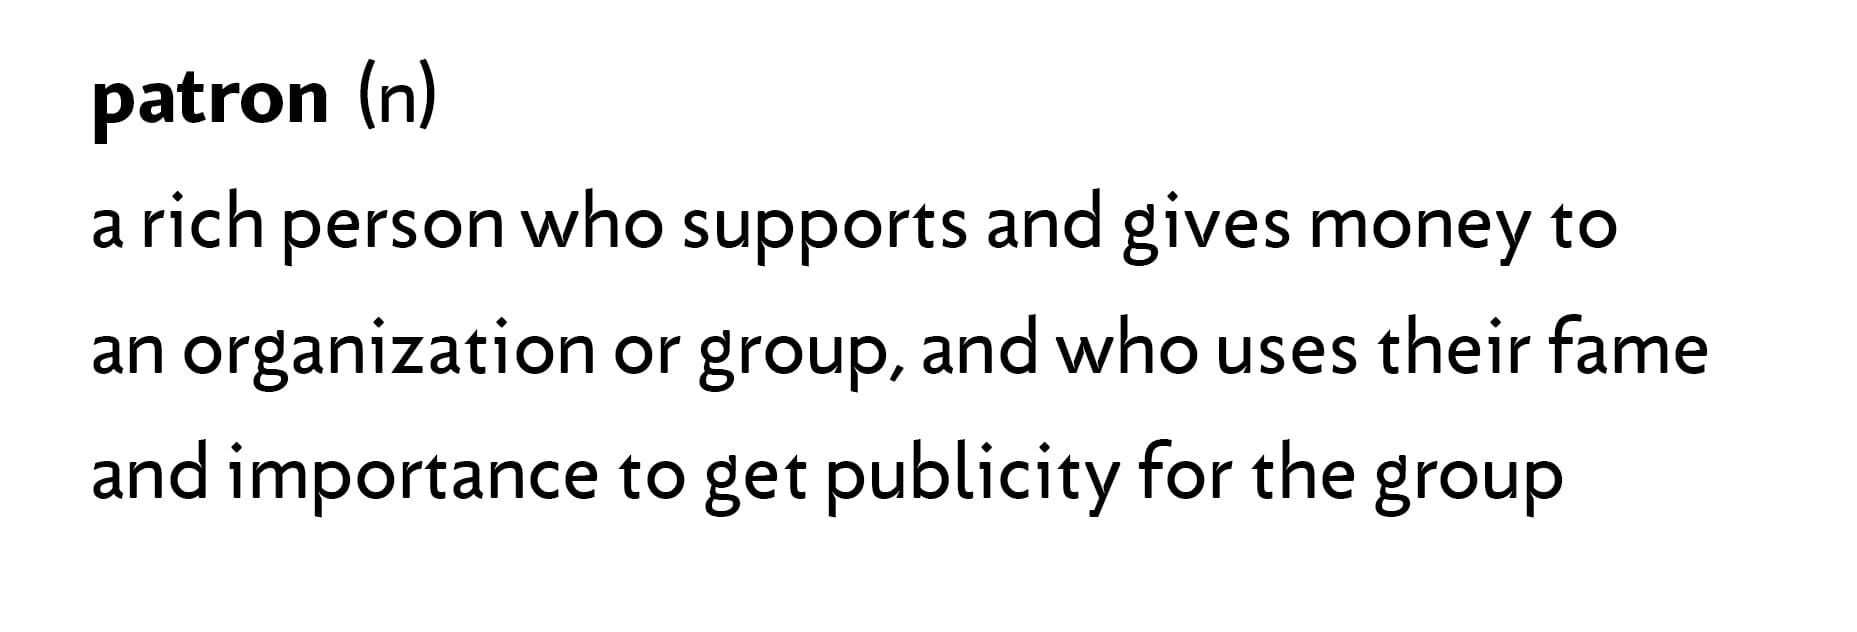 patron (n)
a rich person who supports and gives money to
an organization or group, and who uses their fame
and importance to get publicity for the group